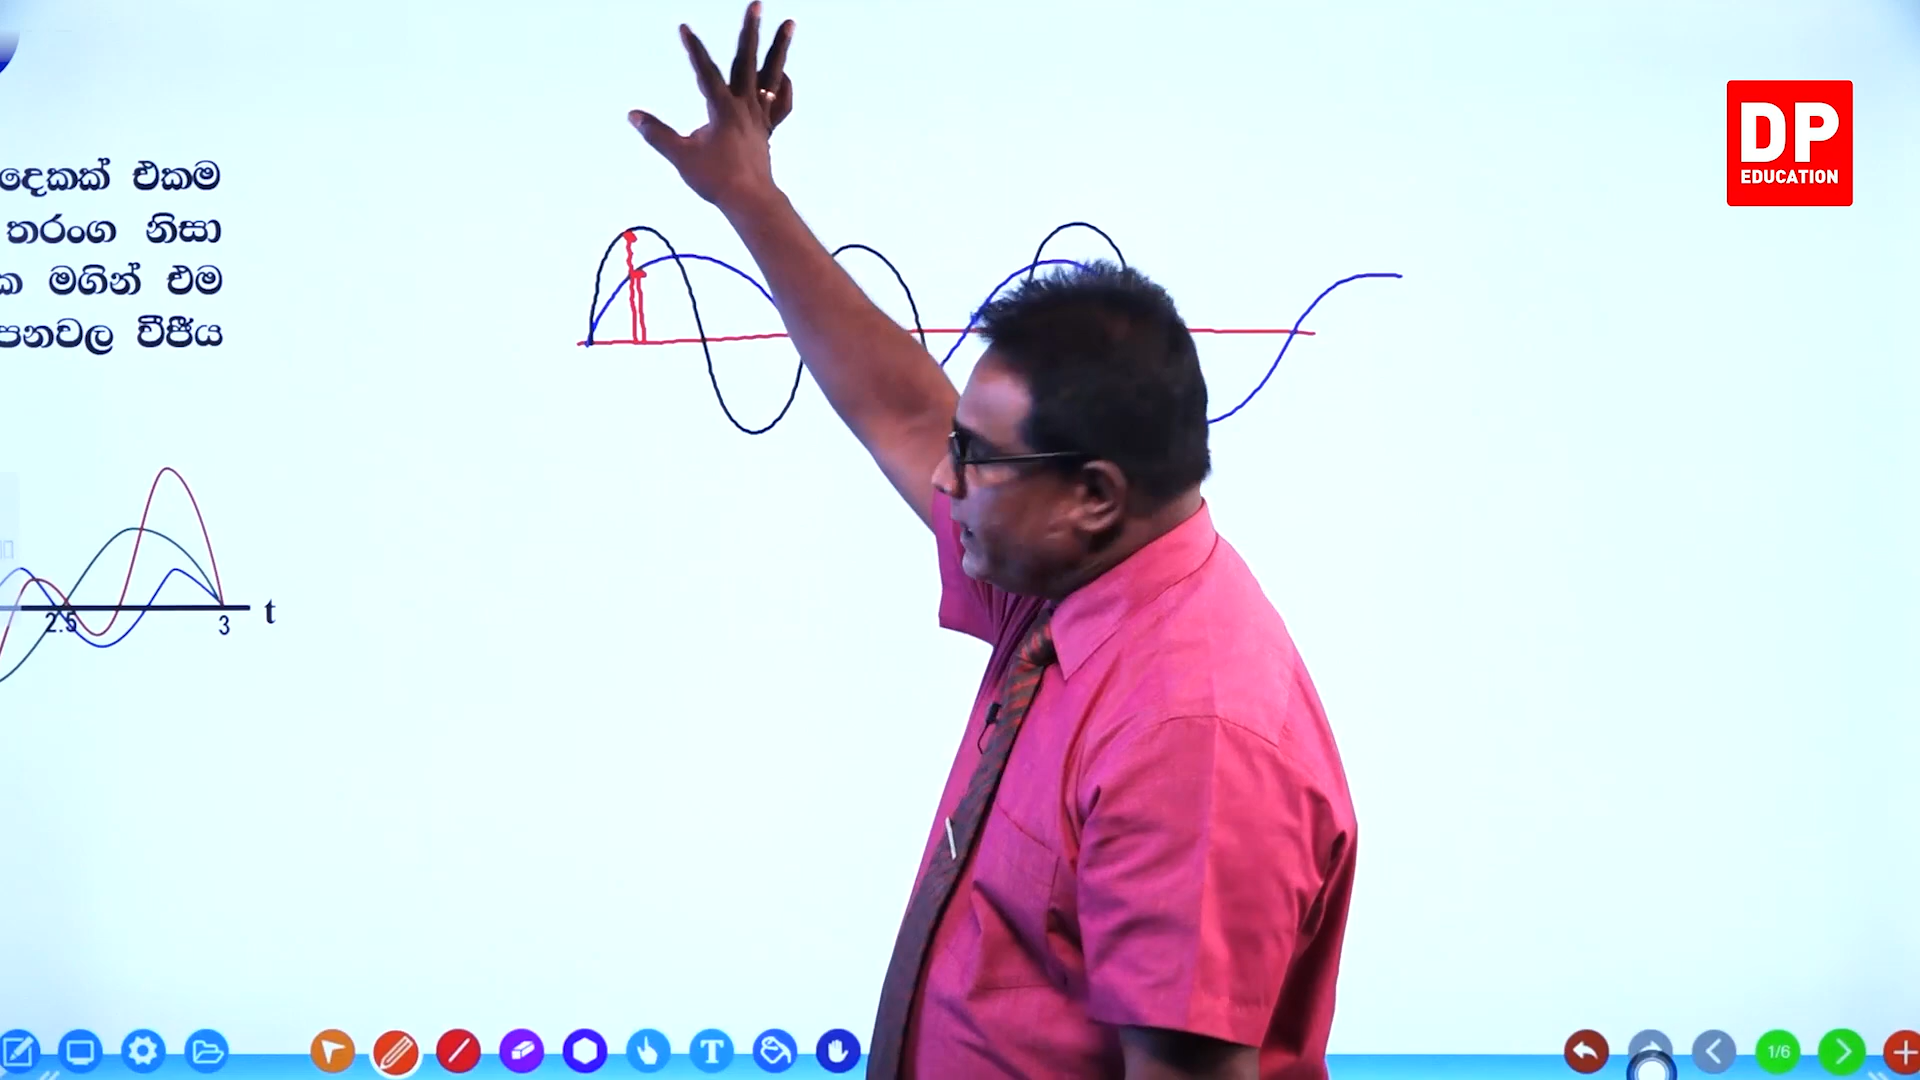 DP
EDUCATION
දෙකක් එකම
තරංග නිසා
ක මගින් එම
පනවල වීජීය
t
2.5
3
T
1/6